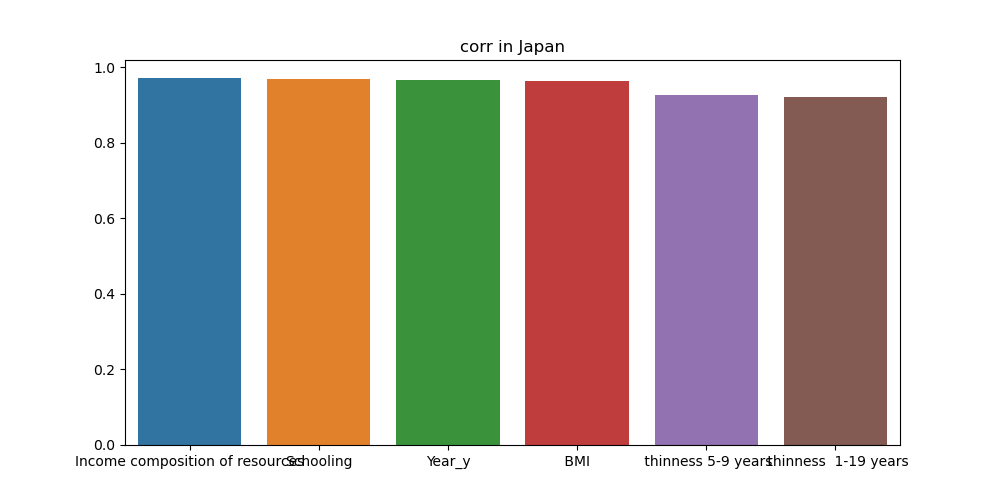 corr in Japan
1.0
0.8
0.6
0.4
0.2
0.0
Income composition of resources
Schooling
Year_y
BMI
thinness 5-9 years
thinness  1-19 years